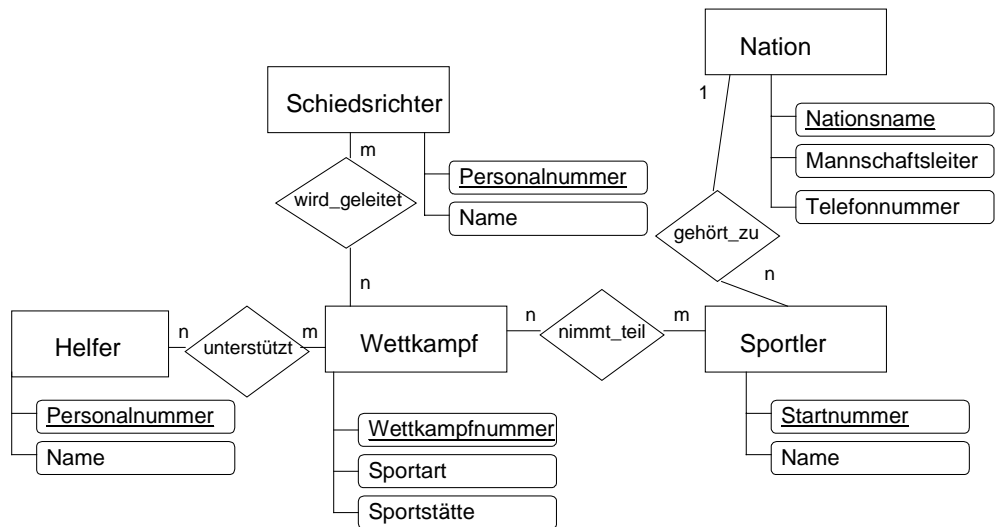 Nation
1
Nationsname
Mannschaftsleiter
Telefonnummer
Schiedsrichter
m
Personalnummer
Name
wird_geleitet
n
gehört_zu
n
Helfer
n
unterstützt
m
Wettkampf
n
nimmt_teil
m
Sportler
Personalnummer
Name
Wettkampfnummer
Sportart
Sportstätte
Startnummer
Name